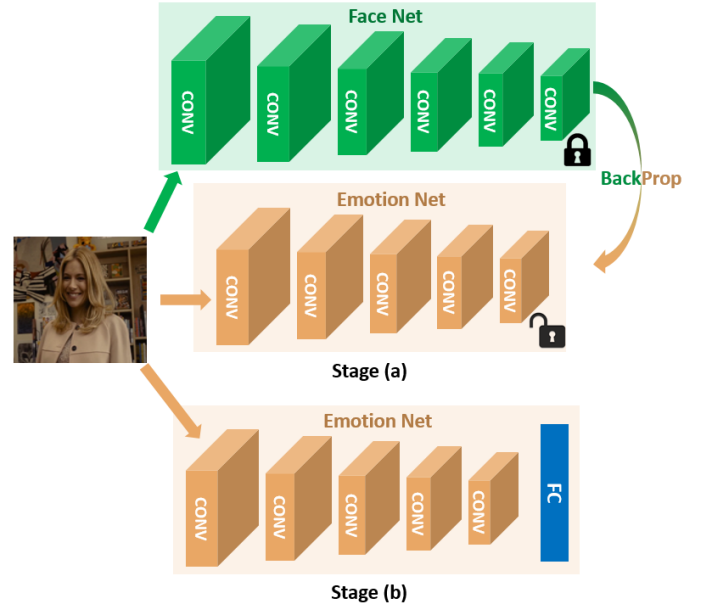 Face Net
CONV
CONV
CONV
CONV
CONV
CONV
BackProp
Emotion Net
CONV
CONV
CONV
CONV
CONV
Stage (a)
Emotion Net
CONV
CONV
CONV
CONV
CONV
FC
Stage (b)